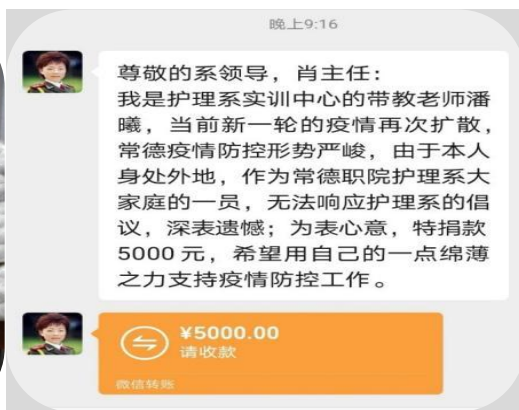 晚上9:16
尊敬的系领导，肖主任：
我是护理系实训中心的带教老师潘
曦，当前新一轮的疫情再次扩散，
常德疫情防控形势严峻，由于本人
身处外地，作为常德职院护理系大
家庭的一员，无法响应护理系的倡
议，深表遗憾；为表心意，特捐款
5000元，希望用自己的一点绵薄
之力支持疫情防控工作。
¥5000.00
请收款
微信转账